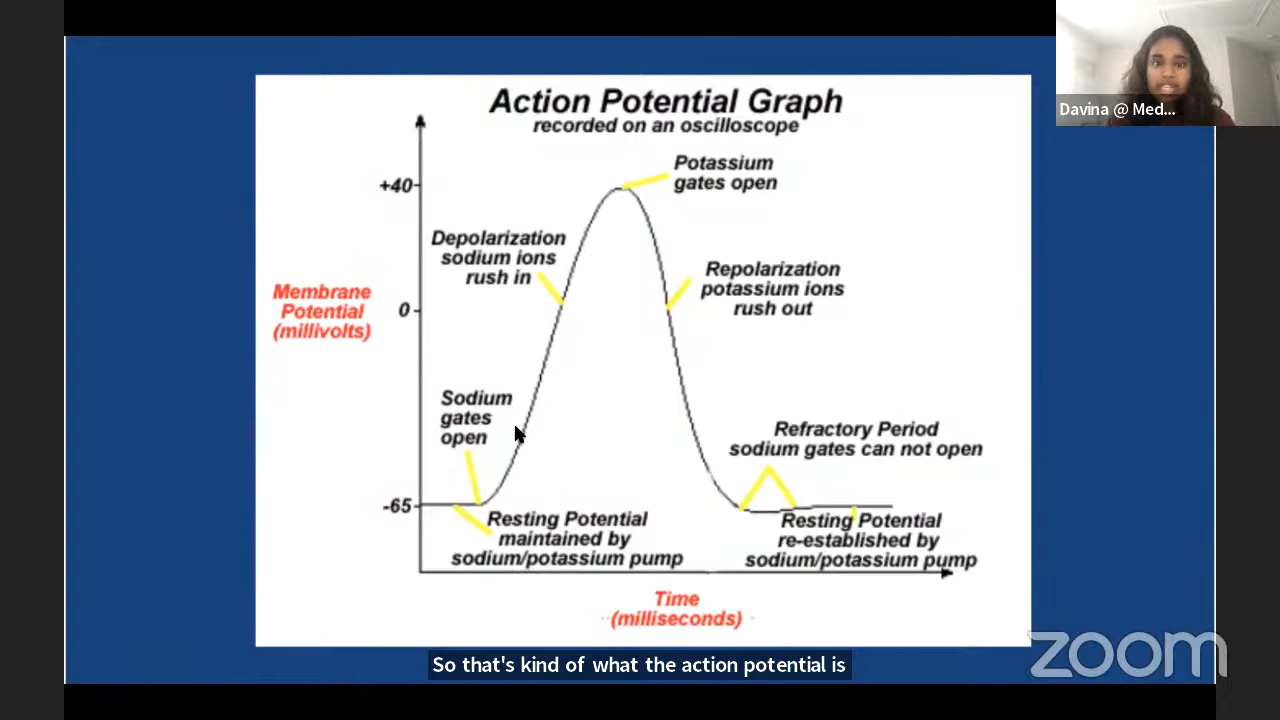 Action Potential Graph
recorded on an oscilloscope
Potassium
gates open
+40
Depolarization
sodium ions
rush in
Repolarization
potassium ions
rush out
Membrane
Potential
(millivolts)
0
Sodium
gates
open
Refractory Period
sodium gates can not open
-65
Resting Potential
maintained by
sodium/potassium pump
Resting Potential
re-established by
sodium/potassium pump
Time
(milliseconds)
So that's kind of what the action potential is
Davina @ Med...
zoom